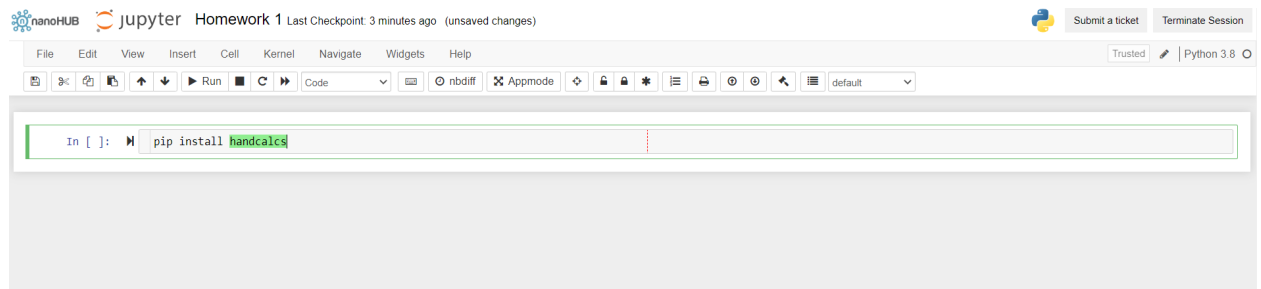 nanoHUB jupyter Homework 1 Last Checkpoint: 3 minutes ago (unsaved changes) Submit a ticket Terminate Session
File Edit View Insert Cell Kernel Navigate Widgets Help Trusted Python 3.8
Run Code nbdiff Appmode default
In [ ]: pip install handcalcs